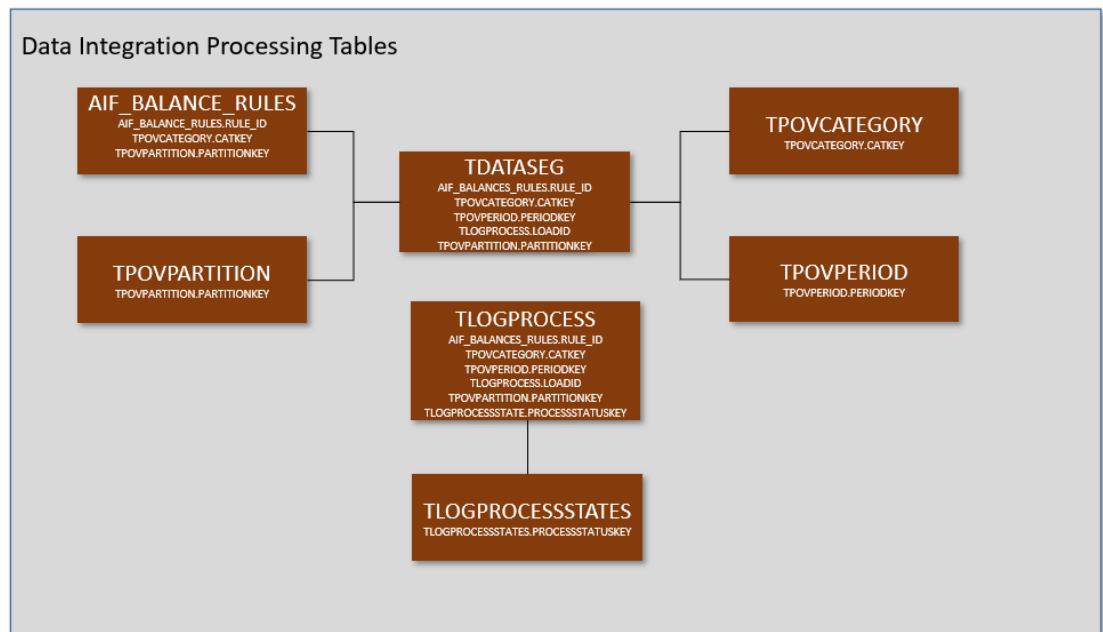 Data Integration Processing Tables
AIF_BALANCE_RULES
AIF_BALANCE_RULES.RULE_ID
TPOVCATEGORY.CATKEY
TPOVPARTITION.PARTITIONKEY
TPOVPARTITION
TPOVPARTITION.PARTITIONKEY
TDATASEG
AIF_BALANCES_RULES.RULE_ID
TPOVCATEGORY.CATKEY
TPOVPERIOD.PERIODKEY
TLOGPROCESS.LOADID
TPOVPARTITION.PARTITIONKEY
TPOVCATEGORY
TPOVCATEGORY.CATKEY
TPOVPERIOD
TPOVPERIOD.PERIODKEY
TLOGPROCESS
AIF_BALANCES_RULES.RULE_ID
TPOVCATEGORY.CATKEY
TPOVPERIOD.PERIODKEY
TLOGPROCESS.LOADID
TPOVPARTITION.PARTITIONKEY
TLOGPROCESSSTATE.PROCESSSTATUSKEY
TLOGPROCESSSTATES
TLOGPROCESSSTATES.PROCESSSTATUSKEY